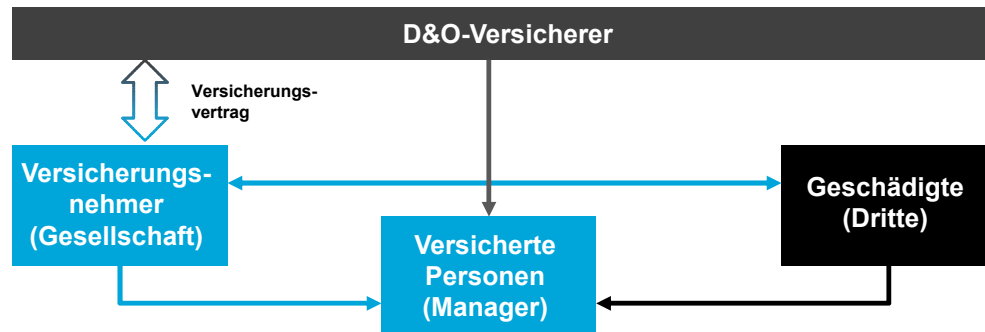 D&O-Versicherer
Versicherungs-
vertrag
Versicherungs-
nehmer
(Gesellschaft)
Geschädigte
(Dritte)
Versicherte
Personen
(Manager)